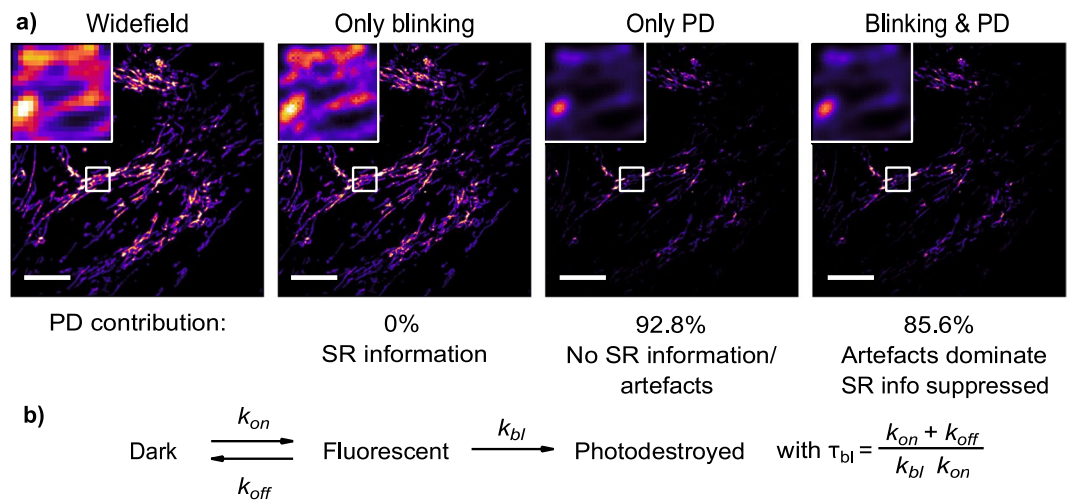 a) Widefield Only blinking Only PD Blinking & PD
PD contribution: 0% 92.8% 85.6%
SR information No SR information/ Artefacts dominate
artefacts SR info suppressed
b)
k_on k_bl k_on + k_off
Dark Fluorescent Photodestroyed with τ_bl =
k_off k_bl k_on